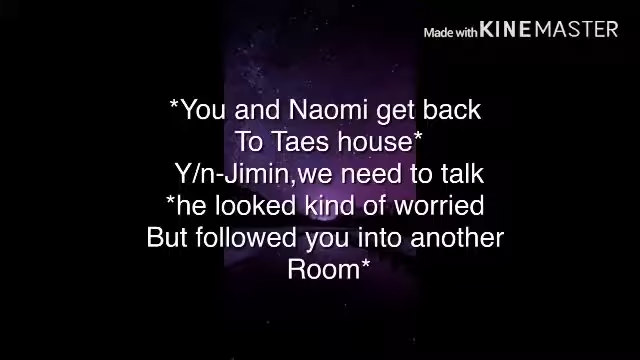 Made with KINEMASTER
*You and Naomi get back
To Taes house*
Y/n-Jimin,we need to talk
*he looked kind of worried
But followed you into another
Room*